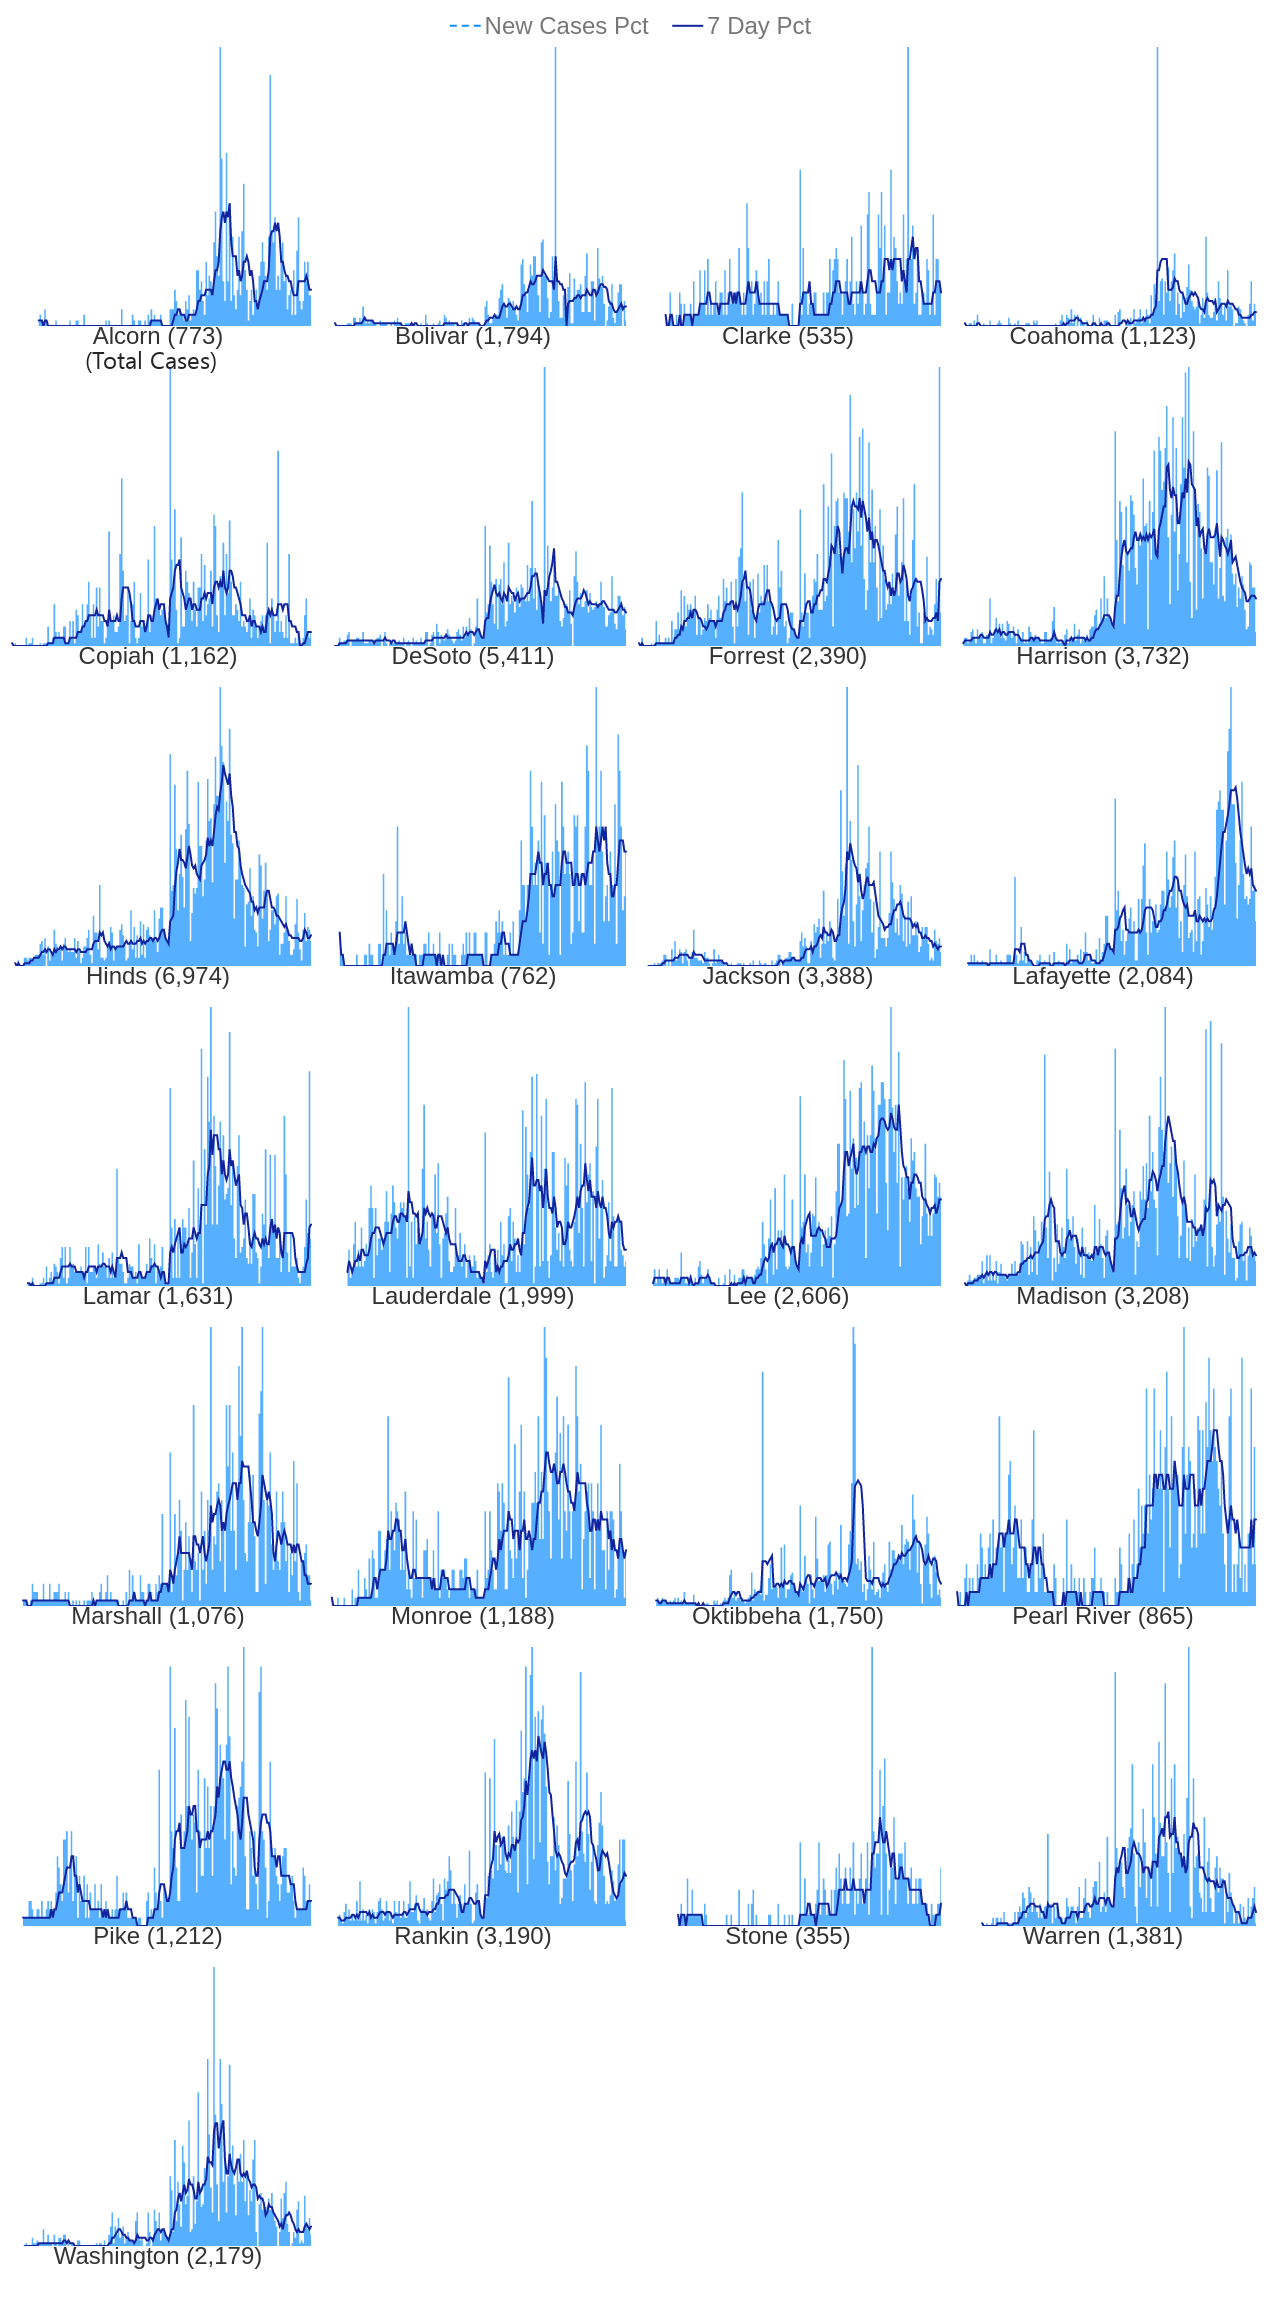 New Cases Pct 7 Day Pct
Alcorn (773) Bolivar (1,794) Clarke (535) Coahoma (1,123)
(Total Cases)
Copiah (1,162) DeSoto (5,411) Forrest (2,390) Harrison (3,732)
Hinds (6,974) Itawamba (762) Jackson (3,388) Lafayette (2,084)
Lamar (1,631) Lauderdale (1,999) Lee (2,606) Madison (3,208)
Marshall (1,076) Monroe (1,188) Oktibbeha (1,750) Pearl River (865)
Pike (1,212) Rankin (3,190) Stone (355) Warren (1,381)
Washington (2,179)